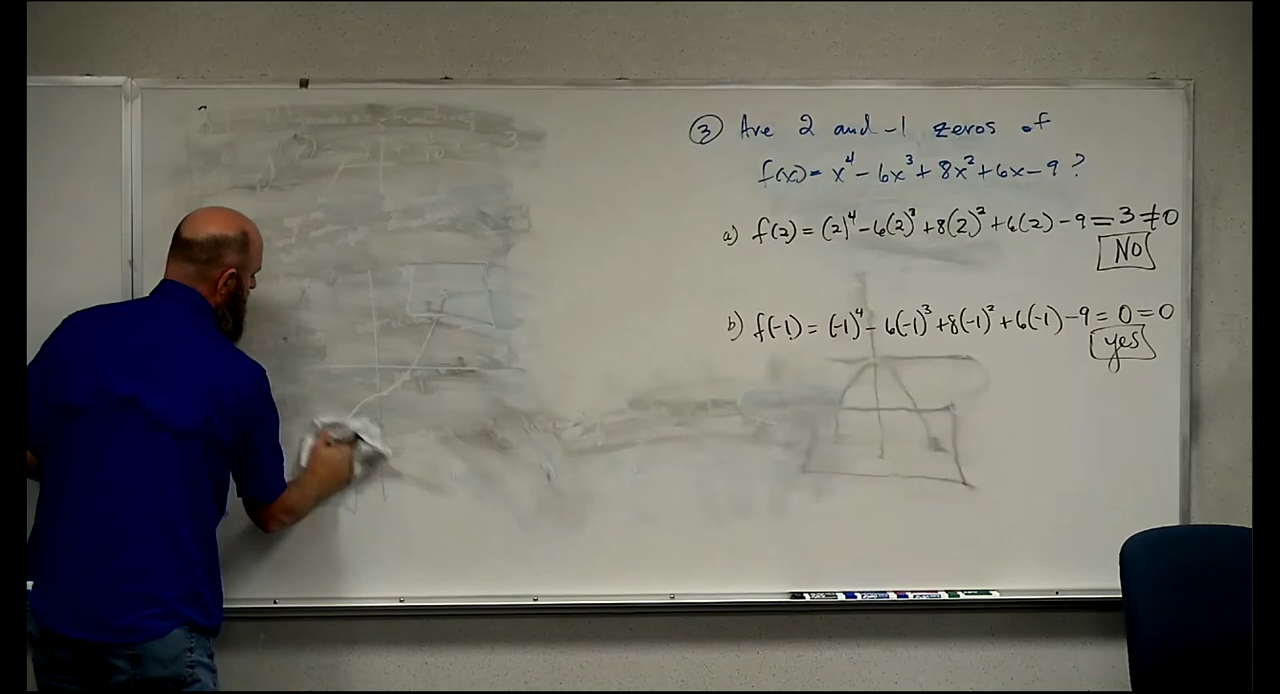 ③ Are 2 and -1 zeros of
f(x) = x⁴ - 6x³ + 8x² + 6x - 9 ?
a) f(2) = (2)⁴ - 6(2)³ + 8(2)² + 6(2) - 9 = 3 ≠ 0
No
b) f(-1) = (-1)⁴ - 6(-1)³ + 8(-1)² + 6(-1) - 9 = 0 = 0
yes